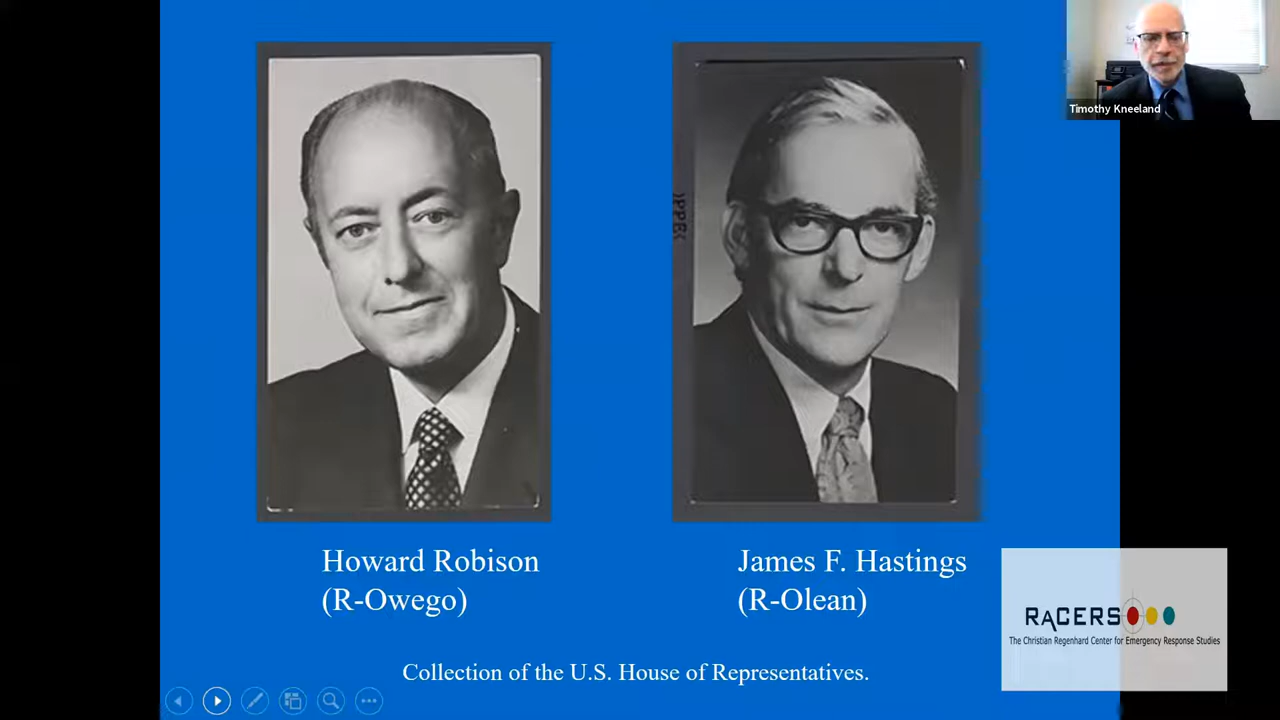 Timothy Kneeland
Howard Robison
(R-Owego)
James F. Hastings
(R-Olean)
RaCERS
The Christian Regenhard Center for Emergency Response Studies
Collection of the U.S. House of Representatives.